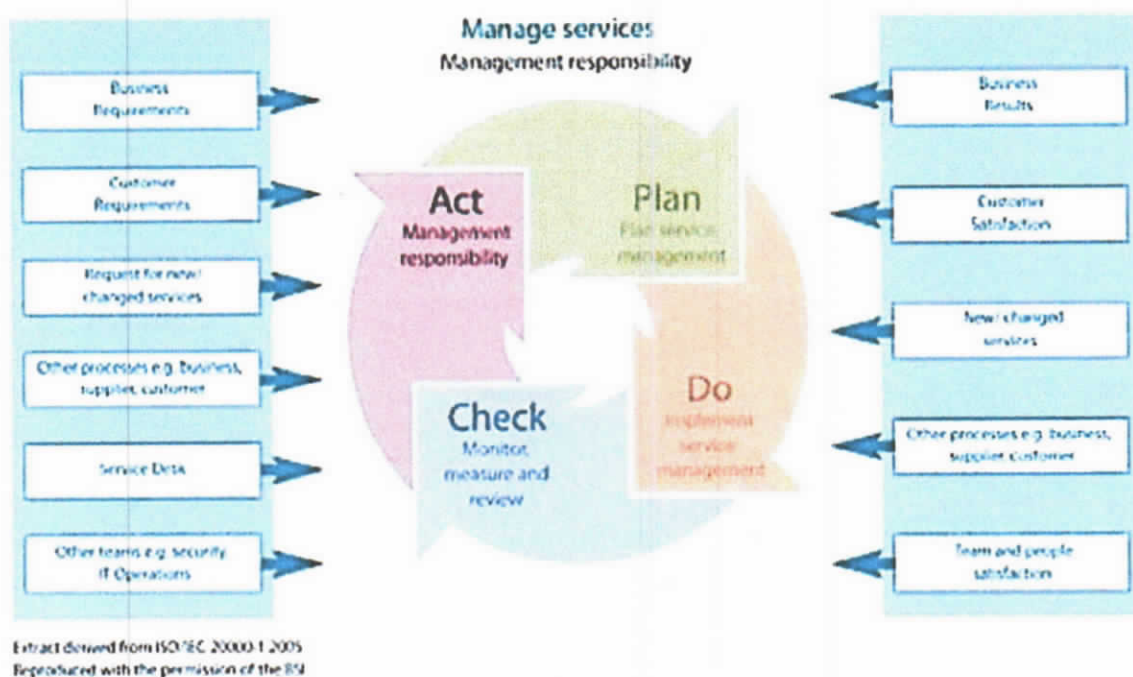 Manage services
Management responsibility
Business
Requirements
Customer
Requirements
Request for new/
changed services
Other processes e.g. business,
supplier, customer
Service Desk
Other teams e.g. security
IT Operations
Act
Management
responsibility
Plan
Plan service
management
Do
Implement
service
management
Check
Monitor,
measure and
review
Business
Results
Customer
Satisfaction
New/ changed
services
Other processes e.g. business,
supplier, customer
Team and people
satisfaction
Extract derived from ISO/IEC 20000-1 2005
Reproduced with the permission of the BSI